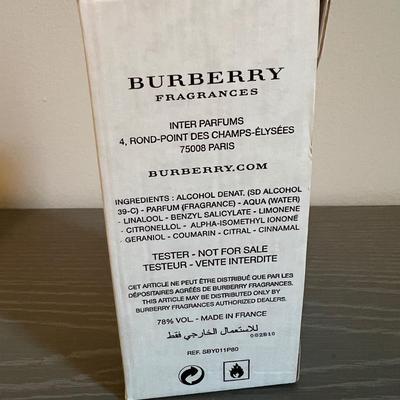 BURBERRY
FRAGRANCES
INTER PARFUMS
4, ROND-POINT DES CHAMPS-ÉLYSÉES
75008 PARIS
BURBERRY.COM
INGREDIENTS : ALCOHOL DENAT. (SD ALCOHOL
39-C) - PARFUM (FRAGRANCE) - AQUA (WATER)
- LINALOOL - BENZYL SALICYLATE - LIMONENE
- CITRONELLOL - ALPHA-ISOMETHYL IONONE
- GERANIOL - COUMARIN - CITRAL - CINNAMAL
TESTER - NOT FOR SALE
TESTEUR - VENTE INTERDITE
CET ARTICLE NE PEUT ÊTRE DISTRIBUÉ QUE PAR LES
DÉPOSITAIRES AGRÉÉS DE BURBERRY FRAGRANCES.
THIS ARTICLE MAY BE DISTRIBUTED ONLY BY
BURBERRY FRAGRANCES AUTHORIZED DEALERS.
78% VOL. - MADE IN FRANCE
للاستعمال الخارجي فقط
002B10
REF. SBY011P80